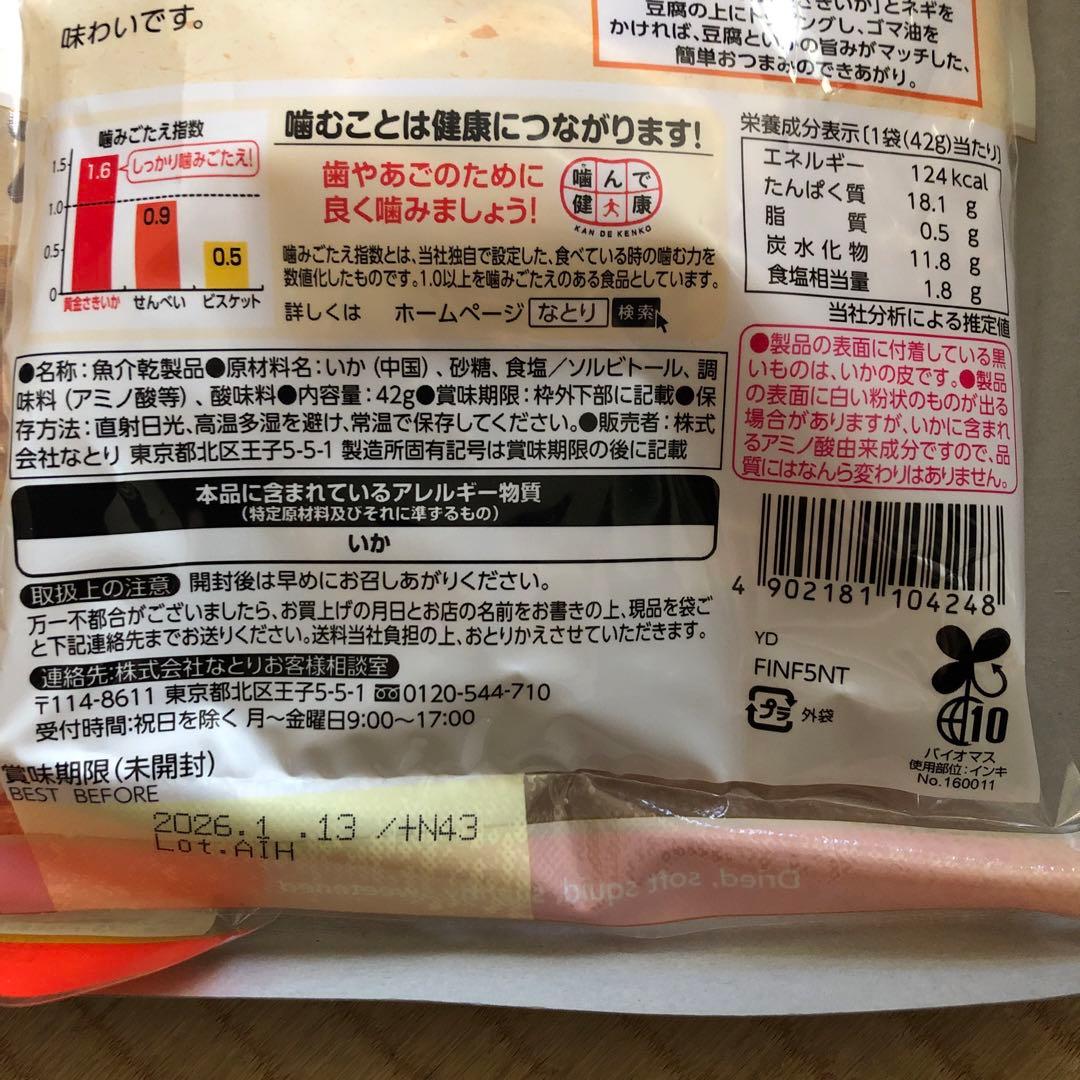 味わいです。
さきいか」とネギを
豆腐の上にト ングし、ゴマ油を
かければ、豆腐と の旨みがマッチした、
簡単おつまみのできあがり。
噛みごたえ指数
1.5
1.0
0.5
0
1.6
しっかり噛みごたえ!
0.9
0.5
黄金さきいか せんべい ビスケット
噛むことは健康につながります!
歯やあごのために
良く噛みましょう!
噛んで
健康
KAN DE KENKO
噛みごたえ指数とは、当社独自で設定した、食べている時の噛む力を
数値化したものです。1.0以上を噛みごたえのある食品としています。
詳しくは ホームページ なとり 検索
栄養成分表示〔1袋(42g)当たり〕
エネルギー 124kcal
たんぱく質 18.1 g
脂質 0.5 g
炭水化物 11.8 g
食塩相当量 1.8 g
当社分析による推定値
●名称:魚介乾製品●原材料名:いか(中国)、砂糖、食塩/ソルビトール、調
味料(アミノ酸等)、酸味料●内容量:42g●賞味期限:枠外下部に記載●保
存方法:直射日光、高温多湿を避け、常温で保存してください。●販売者:株式
会社なとり 東京都北区王子5-5-1 製造所固有記号は賞味期限の後に記載
●製品の表面に付着している黒
いものは、いかの皮です。●製品
の表面に白い粉状のものが出る
場合がありますが、いかに含まれ
るアミノ酸由来成分ですので、品
質にはなんら変わりはありません。
本品に含まれているアレルギー物質
(特定原材料及びそれに準ずるもの)
いか
取扱上の注意 開封後は早めにお召しあがりください。
万一不都合がございましたら、お買上げの月日とお店の名前をお書きの上、現品を袋ご
と下記連絡先までお送りください。送料当社負担の上、おとりかえさせていただきます。
連絡先:株式会社なとりお客様相談室
〒114-8611 東京都北区王子5-5-1 0120-544-710
受付時間:祝日を除く 月〜金曜日9:00〜17:00
4 902181 104248
YD
FINF5NT
プラ 外袋
10
バイオマス
使用部位:インキ
No.160011
賞味期限(未開封)
BEST BEFORE
2026.1 .13 /+N43
Lot.AIH
Dried, soft squid, sweetened